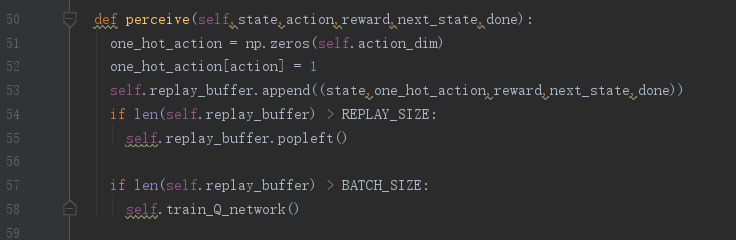 50 def perceive(self,state,action,reward,next_state,done):
51 one_hot_action = np.zeros(self.action_dim)
52 one_hot_action[action] = 1
53 self.replay_buffer.append((state,one_hot_action,reward,next_state,done))
54 if len(self.replay_buffer) > REPLAY_SIZE:
55 self.replay_buffer.popleft()
56
57 if len(self.replay_buffer) > BATCH_SIZE:
58 self.train_Q_network()
59